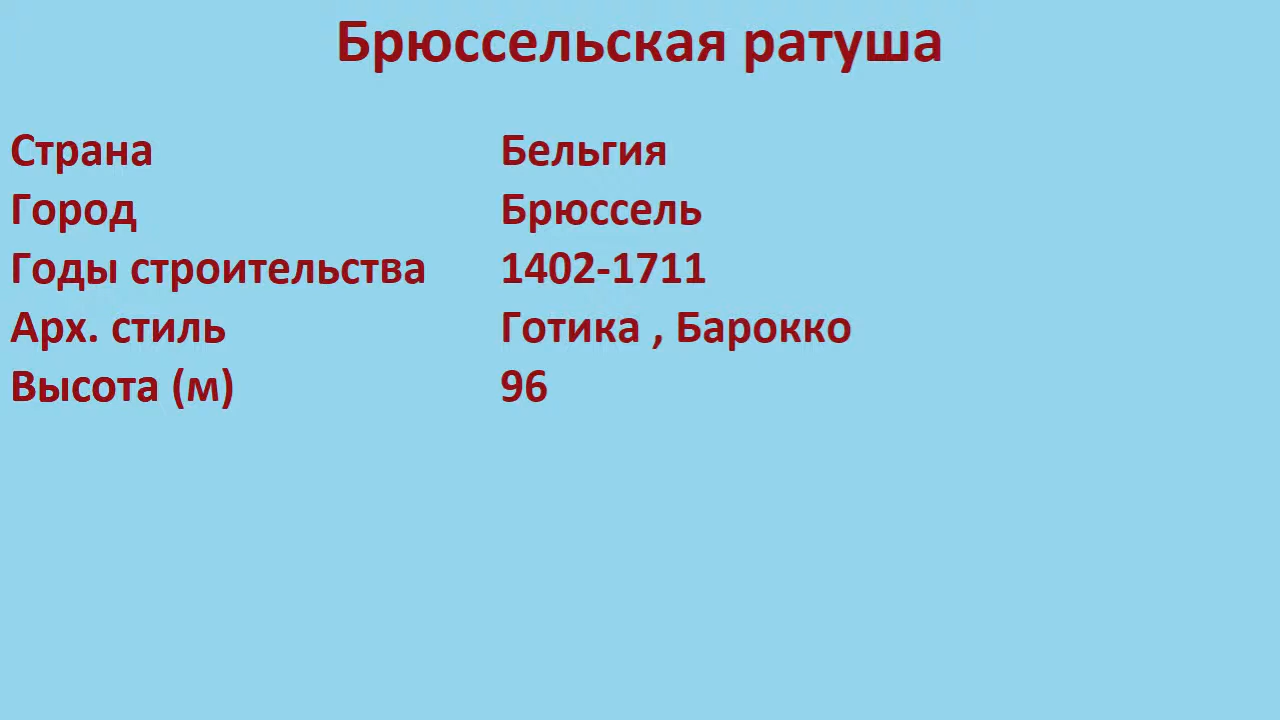 Брюссельская ратуша
Страна Бельгия
Город Брюссель
Годы строительства 1402-1711
Арх. стиль Готика , Барокко
Высота (м) 96